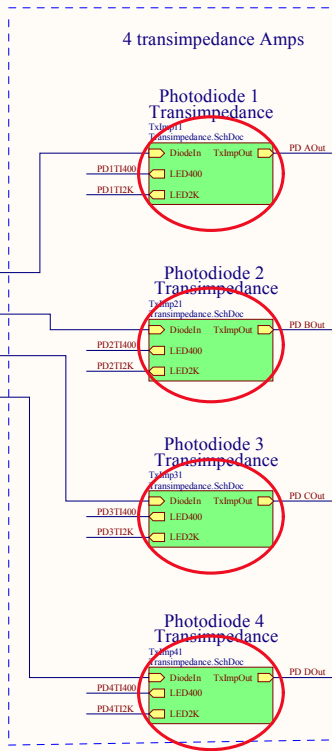 4 transimpedance Amps
Photodiode 1
Transimpedance
TxImp11
Transimpedance.SchDoc
DiodeIn TxImpOut PD AOut
PD1TI400 LED400
PD1TI2K LED2K
Photodiode 2
Transimpedance
TxImp21
Transimpedance.SchDoc
DiodeIn TxImpOut PD BOut
PD2TI400 LED400
PD2TI2K LED2K
Photodiode 3
Transimpedance
TxImp31
Transimpedance.SchDoc
DiodeIn TxImpOut PD COut
PD3TI400 LED400
PD3TI2K LED2K
Photodiode 4
Transimpedance
TxImp41
Transimpedance.SchDoc
DiodeIn TxImpOut PD DOut
PD4TI400 LED400
PD4TI2K LED2K